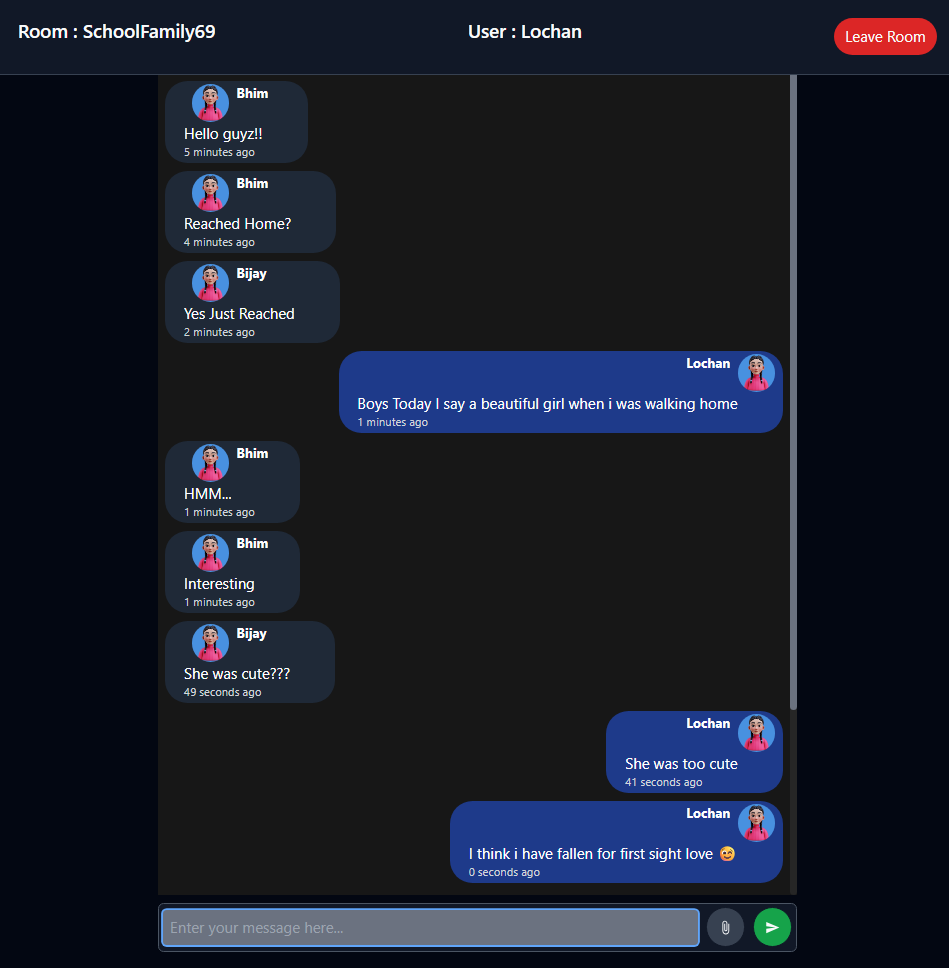 Room : SchoolFamily69
User : Lochan
Leave Room
Bhim
Hello guyz!!
5 minutes ago
Bhim
Reached Home?
4 minutes ago
Bijay
Yes Just Reached
2 minutes ago
Lochan
Boys Today I say a beautiful girl when i was walking home
1 minutes ago
Bhim
HMM...
1 minutes ago
Bhim
Interesting
1 minutes ago
Bijay
She was cute???
49 seconds ago
Lochan
She was too cute
41 seconds ago
Lochan
I think i have fallen for first sight love 😅
0 seconds ago
Enter your message here...